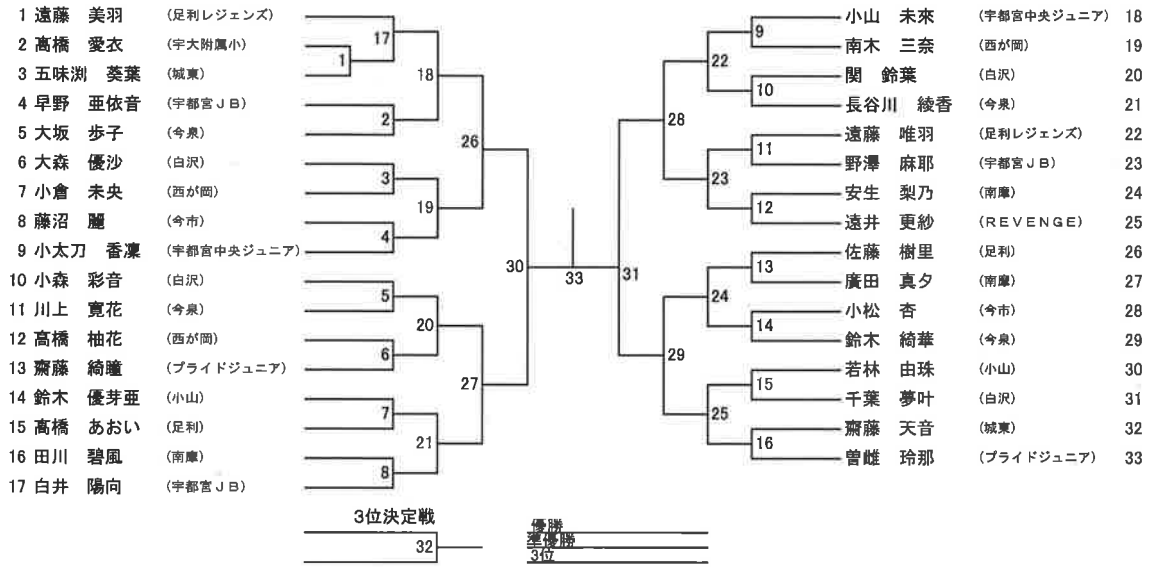 1 遠藤 美羽 (足利レジェンズ)
2 高橋 愛衣 (宇大附属小)
3 五味渕 葵葉 (城東)
4 早野 亜依音 (宇都宮JB)
5 大坂 歩子 (今泉)
6 大森 優沙 (白沢)
7 小倉 未央 (西が岡)
8 藤沼 麗 (今市)
9 小太刀 香凜 (宇都宮中央ジュニア)
10 小森 彩音 (白沢)
11 川上 寛花 (今泉)
12 高橋 柚花 (西が岡)
13 齋藤 綺瞳 (プライドジュニア)
14 鈴木 優芽亜 (小山)
15 高橋 あおい (足利)
16 田川 碧風 (南摩)
17 白井 陽向 (宇都宮JB)
17
1
18
2
26
3
19
4
30
5
20
6
27
7
21
8
33
9
22
10
28
11
23
12
31
13
24
14
29
15
25
16
小山 未來 (宇都宮中央ジュニア) 18
南木 三奈 (西が岡) 19
関 鈴葉 (白沢) 20
長谷川 綾香 (今泉) 21
遠藤 唯羽 (足利レジェンズ) 22
野澤 麻耶 (宇都宮JB) 23
安生 梨乃 (南摩) 24
遠井 更紗 (REVENGE) 25
佐藤 樹里 (足利) 26
廣田 真夕 (南摩) 27
小松 杏 (今市) 28
鈴木 綺華 (今泉) 29
若林 由珠 (小山) 30
千葉 夢叶 (白沢) 31
齋藤 天音 (城東) 32
曽雌 玲那 (プライドジュニア) 33
3位決定戦
32
優勝
準優勝
3位